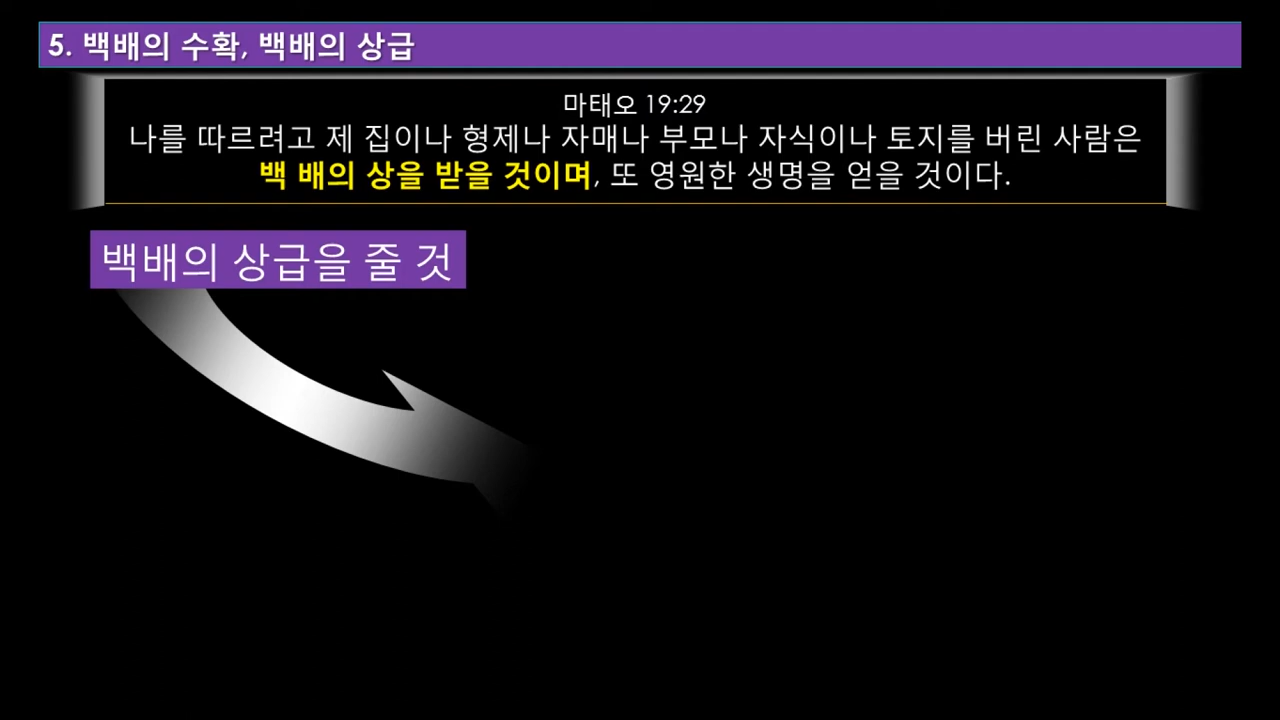 5. 백배의 수확, 백배의 상급
마태오 19:29
나를 따르려고 제 집이나 형제나 자매나 부모나 자식이나 토지를 버린 사람은
백 배의 상을 받을 것이며, 또 영원한 생명을 얻을 것이다.
백배의 상급을 줄 것